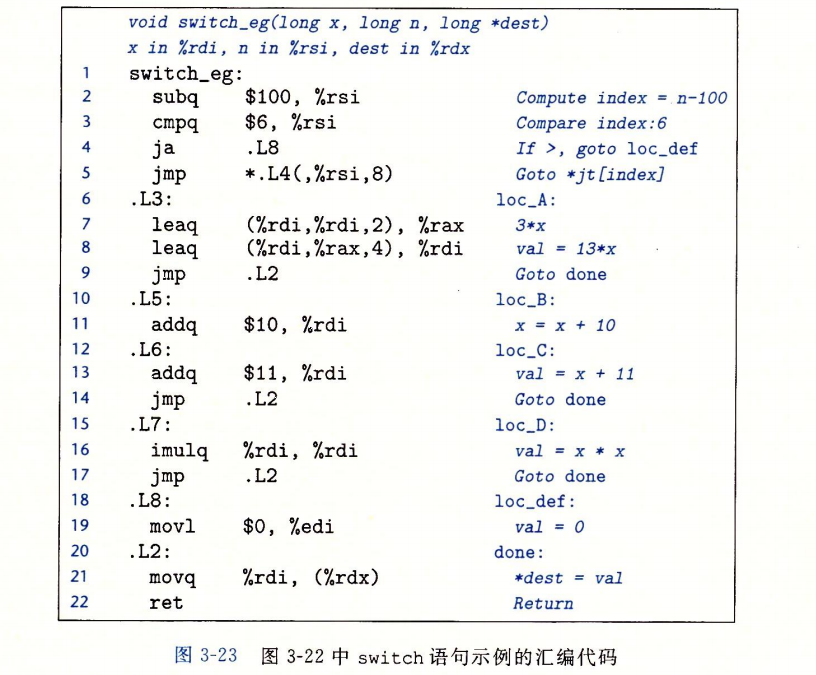 void switch_eg(long x, long n, long *dest)
x in %rdi, n in %rsi, dest in %rdx
1 switch_eg:
2 subq $100, %rsi Compute index = n-100
3 cmpq $6, %rsi Compare index:6
4 ja .L8 If >, goto loc_def
5 jmp *.L4(,%rsi,8) Goto *jt[index]
6 .L3: loc_A:
7 leaq (%rdi,%rdi,2), %rax 3*x
8 leaq (%rdi,%rax,4), %rdi val = 13*x
9 jmp .L2 Goto done
10 .L5: loc_B:
11 addq $10, %rdi x = x + 10
12 .L6: loc_C:
13 addq $11, %rdi val = x + 11
14 jmp .L2 Goto done
15 .L7: loc_D:
16 imulq %rdi, %rdi val = x * x
17 jmp .L2 Goto done
18 .L8: loc_def:
19 movl $0, %edi val = 0
20 .L2: done:
21 movq %rdi, (%rdx) *dest = val
22 ret Return
图 3-23 图 3-22 中 switch 语句示例的汇编代码